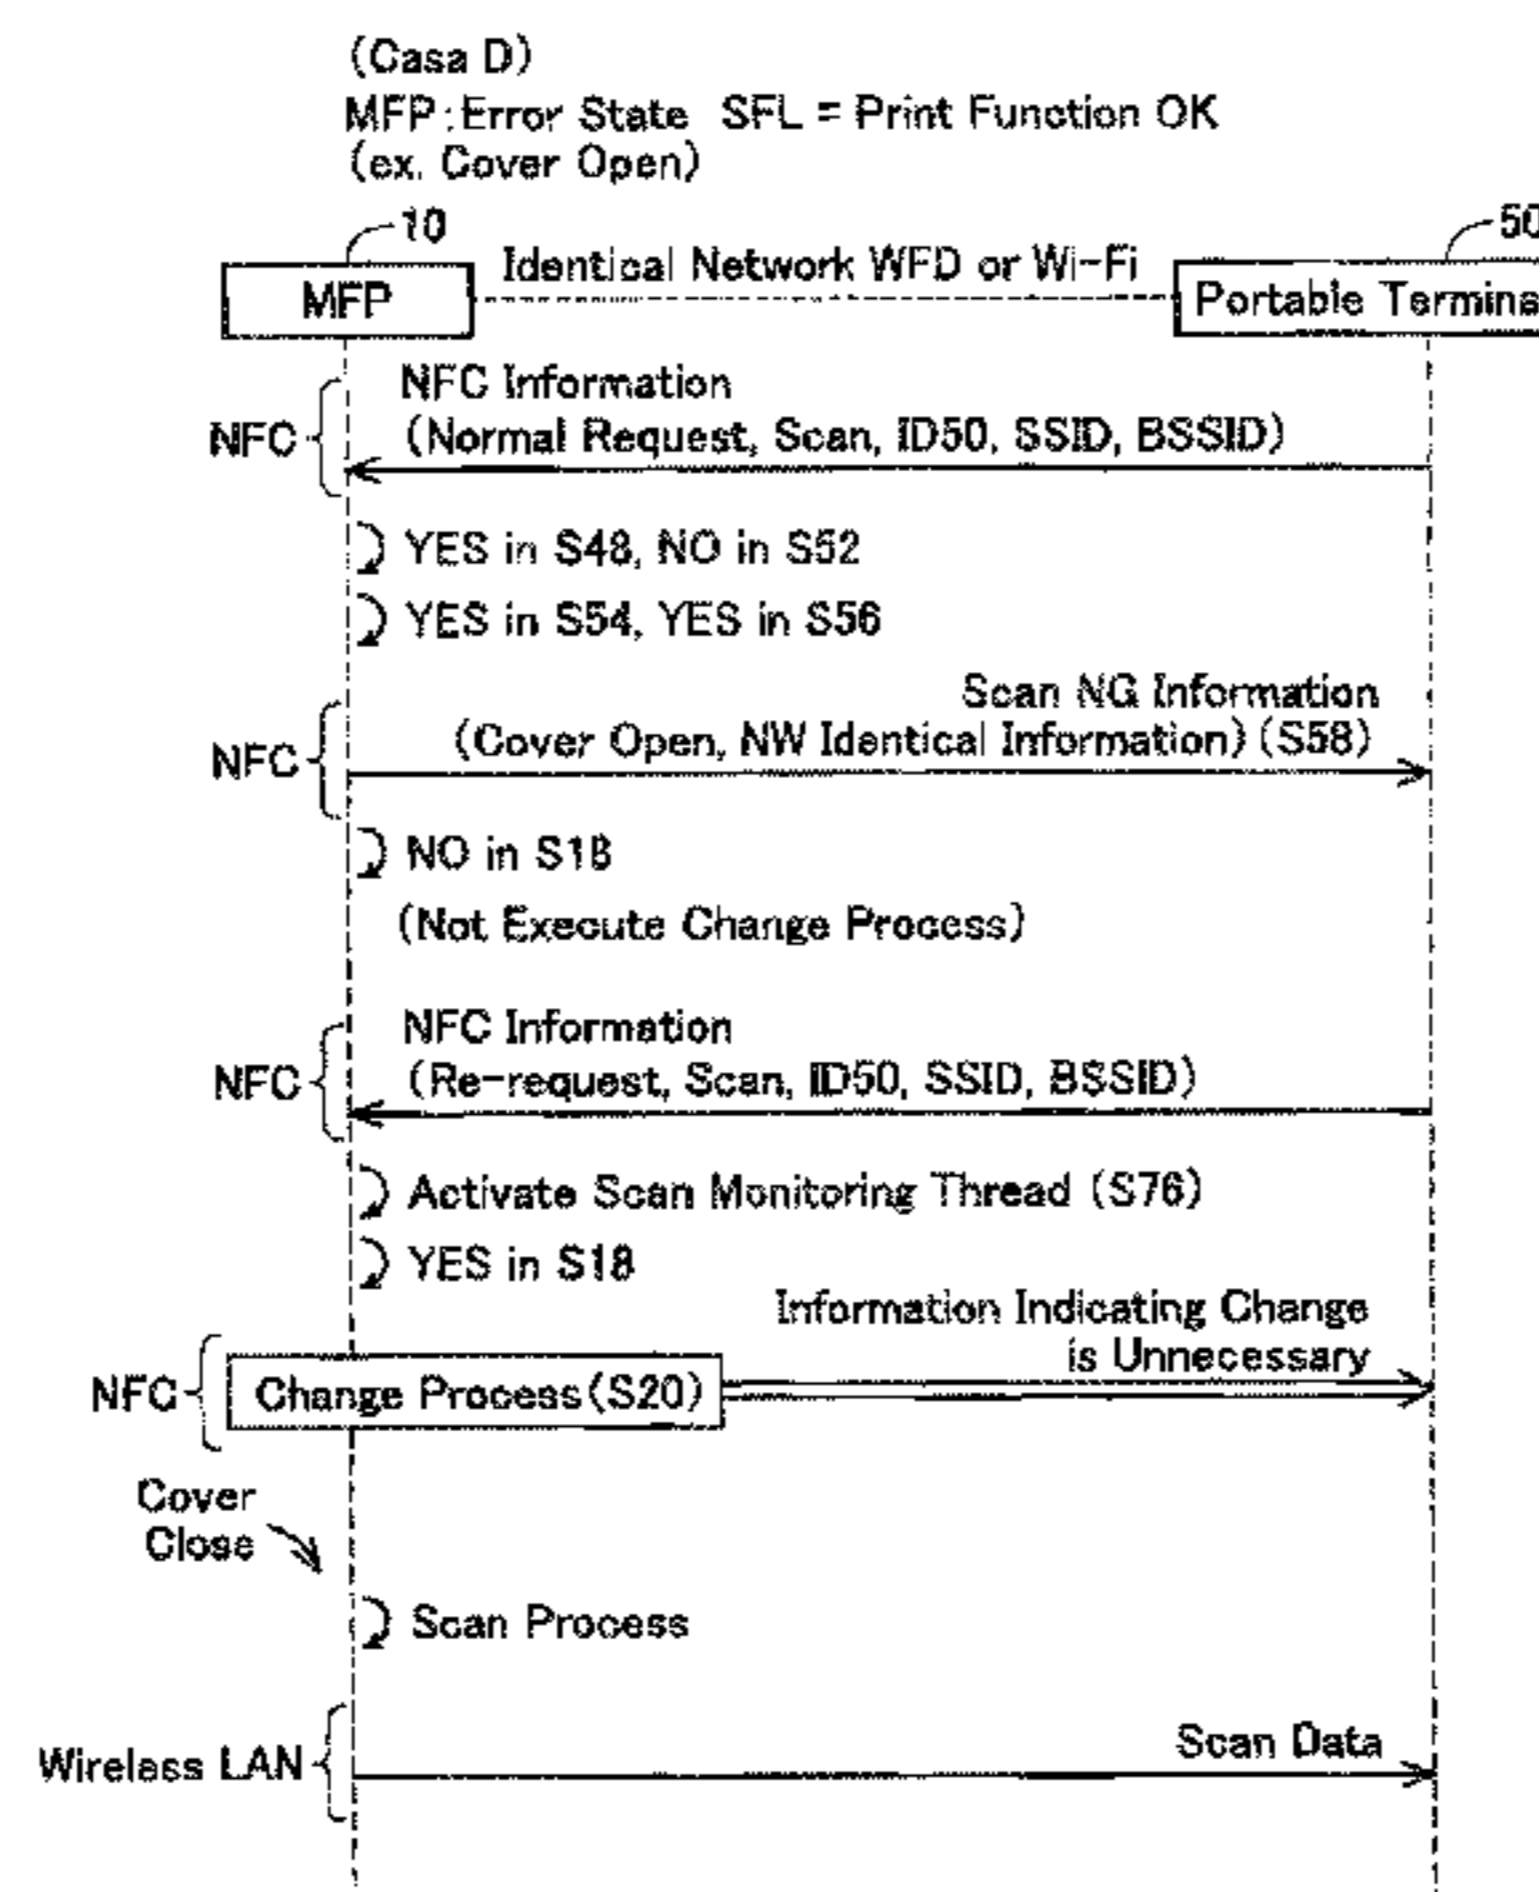 (Casa D)
MFP:Error State SFL = Print Function OK
(ex. Cover Open)
10
50
Identical Network WFD or Wi-Fi
MFP
Portable Termina
NFC Information
NFC
(Normal Request, Scan, ID50, SSID, BSSID)
YES in S48, NO in S52
YES in S54, YES in S56
Scan NG Information
(Cover Open, NW Identical Information) (S58)
NFC
NO in S18
(Not Execute Change Process)
NFC Information
NFC
(Re-request, Scan, ID50, SSID, BSSID)
Activate Scan Monitoring Thread (S76)
YES in S18
Information Indicating Change
is Unnecessary
NFC
Change Process(S20)
Cover
Close
Scan Process
Scan Data
Wireless LAN